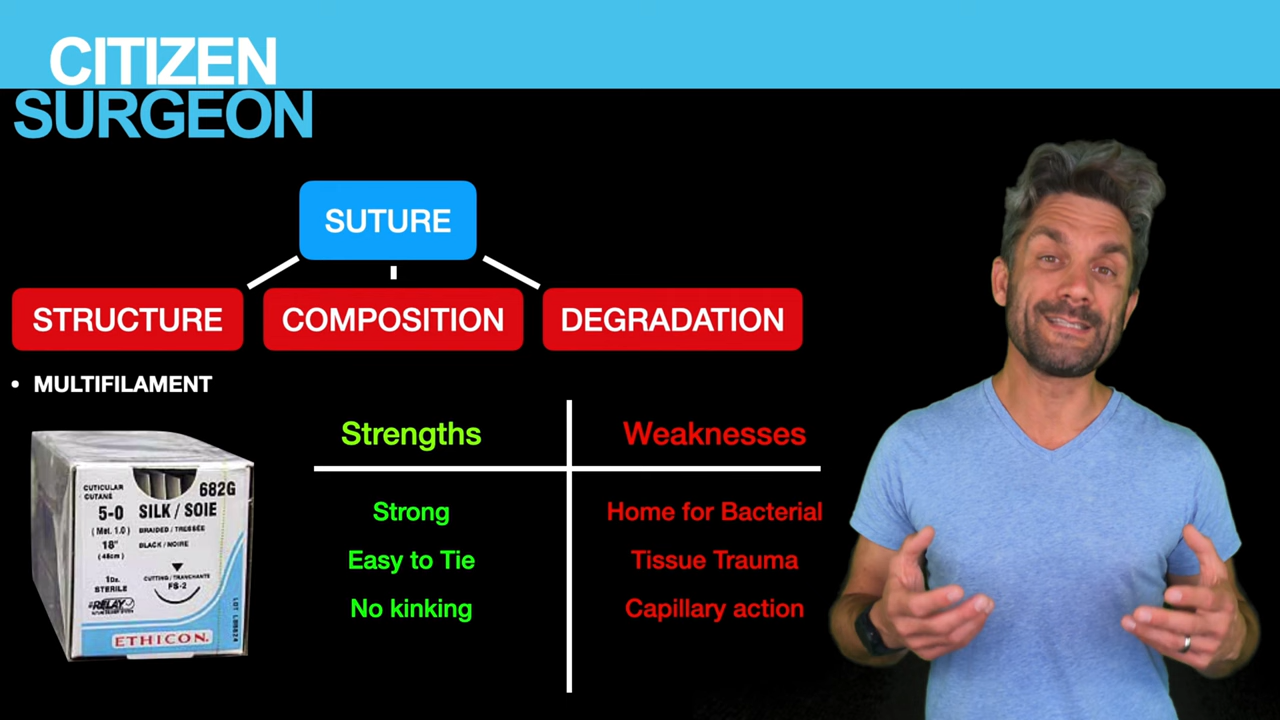 CITIZEN
SURGEON
SUTURE
STRUCTURE
COMPOSITION
DEGRADATION
• MULTIFILAMENT
Strengths
Weaknesses
Strong
Home for Bacterial
Easy to Tie
Tissue Trauma
No kinking
Capillary action
CUTICULAR
CUTANE
682G
5-0 SILK / SOIE
(Met. 1.0) BRAIDED / TRESSÉE
18" BLACK / NOIRE
(45cm)
1Dz.
STERILE
CUTTING / TRANCHANTE
FS-2
RELAY
ETHICON